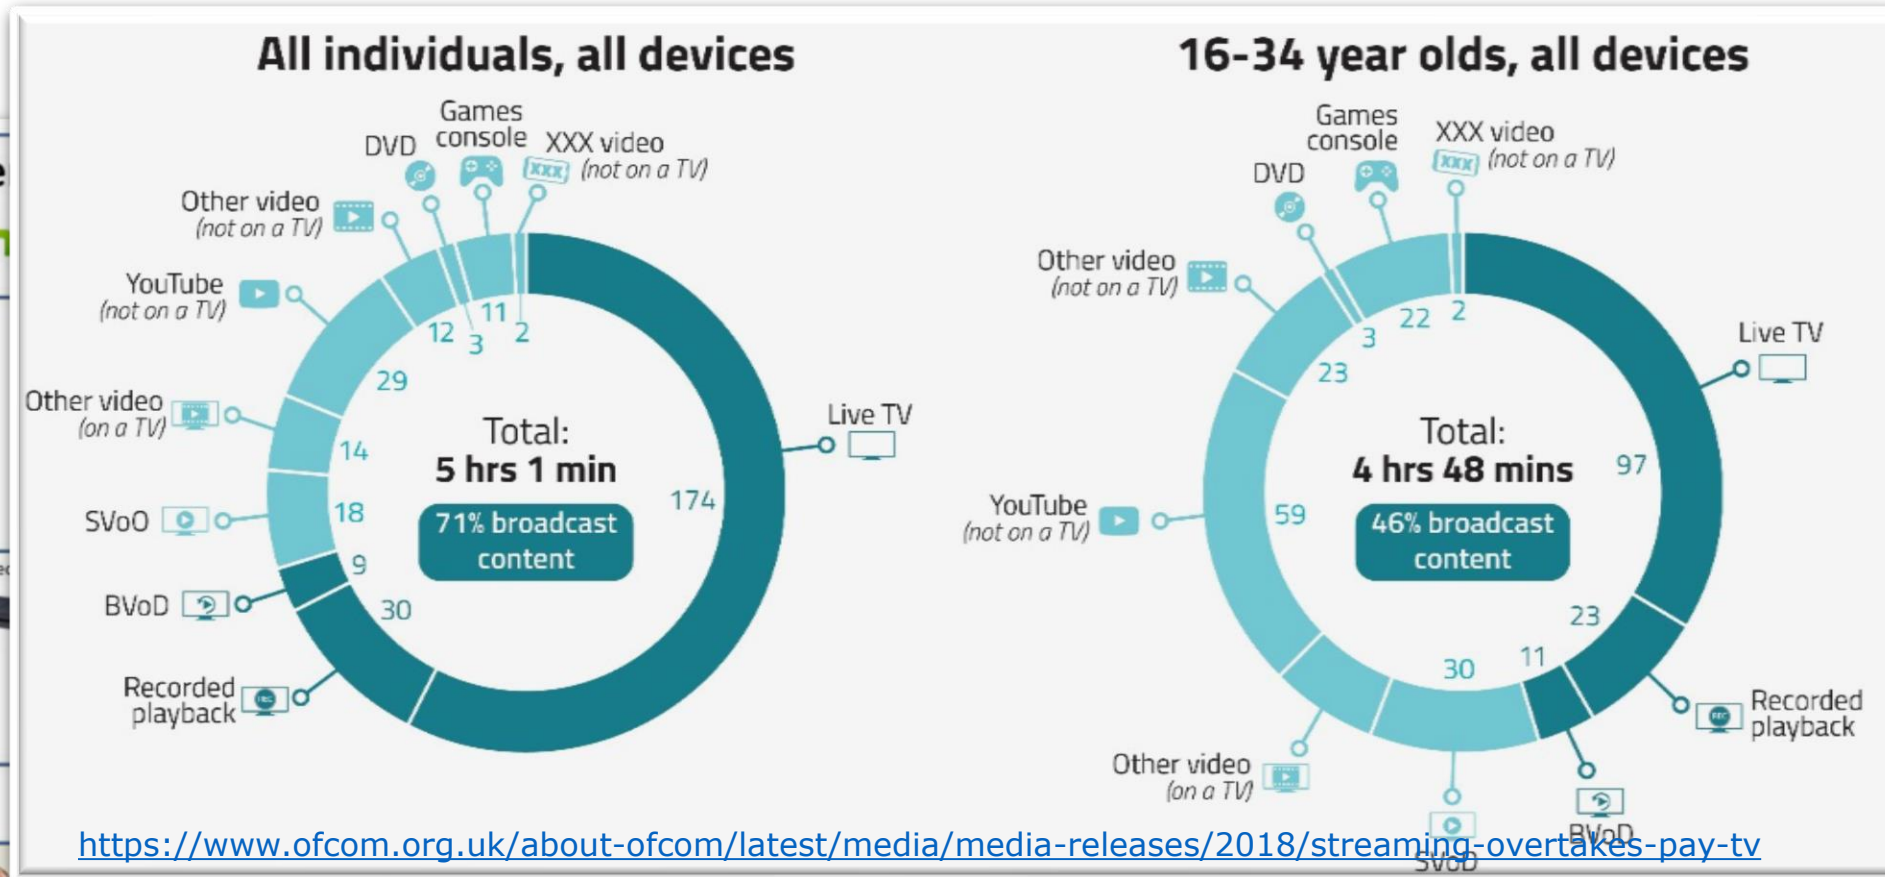 All individuals, all devices
Games
console
DVD
XXX video
(not on a TV)
xxx
Other video
(not on a TV)
YouTube
(not on a TV)
Other video
(on a TV)
SVoO
BVoD
Recorded
playback
REC
Live TV
12
3
11
2
29
14
18
9
30
174
Total:
5 hrs 1 min
71% broadcast
content
16-34 year olds, all devices
Games
console
DVD
XXX video
(not on a TV)
xxx
Other video
(not on a TV)
YouTube
(not on a TV)
Other video
(on a TV)
SVoD
BVoD
Recorded
playback
REC
Live TV
23
3
22
2
59
30
11
23
97
Total:
4 hrs 48 mins
46% broadcast
content
https://www.ofcom.org.uk/about-ofcom/latest/media/media-releases/2018/streaming-overtakes-pay-tv